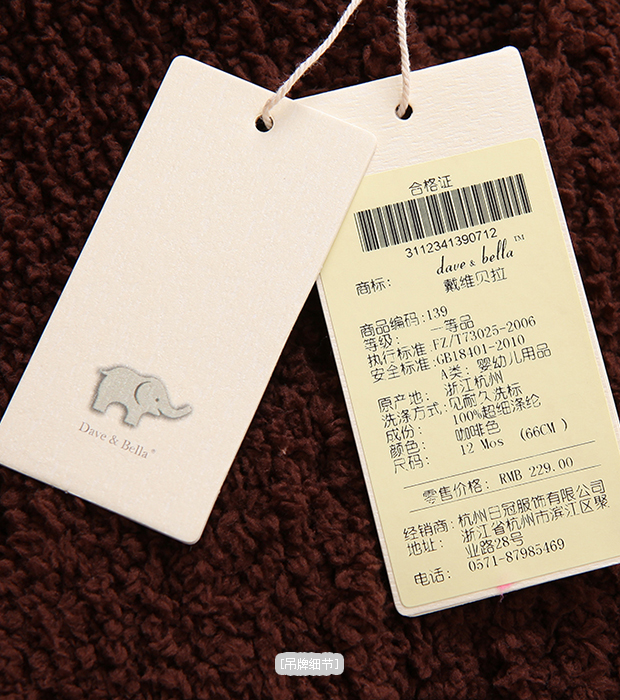 Dave & Bella®
合格证
3112341390712
dave & bella™
商标: 戴维贝拉
商品编码:139
等级: 一等品
执行标准 FZ/T73025-2006
安全标准:GB18401-2010
A类: 婴幼儿用品
原产地: 浙江杭州
洗涤方式:见耐久洗标
成份: 100%超细涤纶
颜色: 咖啡色
尺码: 12 Mos (66CM )
零售价格: RMB 229.00
经销商:杭州日冠服饰有限公司
地址: 浙江省杭州市滨江区聚
业路28号
电话: 0571-87985469
[吊牌细节]